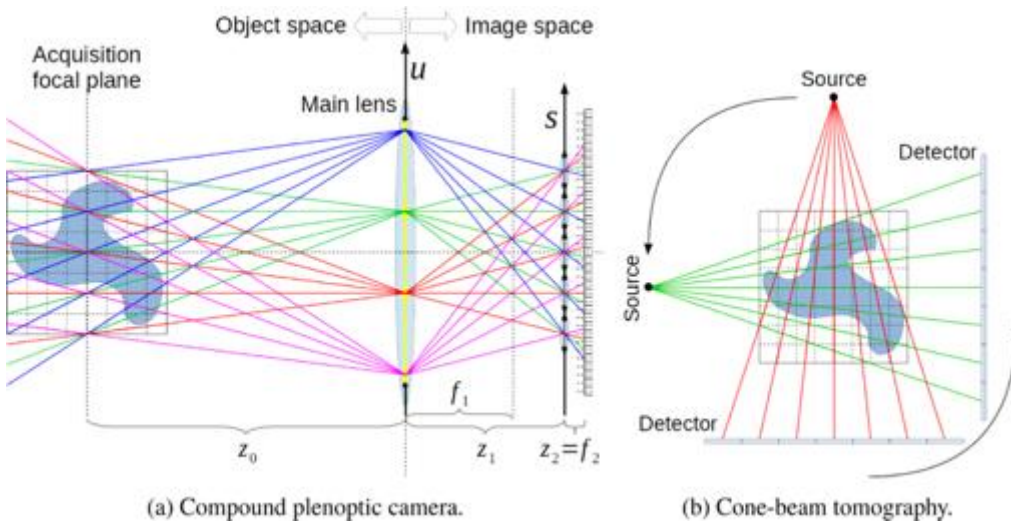 Object space
Image space
Acquisition
focal plane
u
Main lens
s
f₁
z₀
z₁
z₂=f₂
(a) Compound plenoptic camera.
Source
Detector
Source
Detector
(b) Cone-beam tomography.